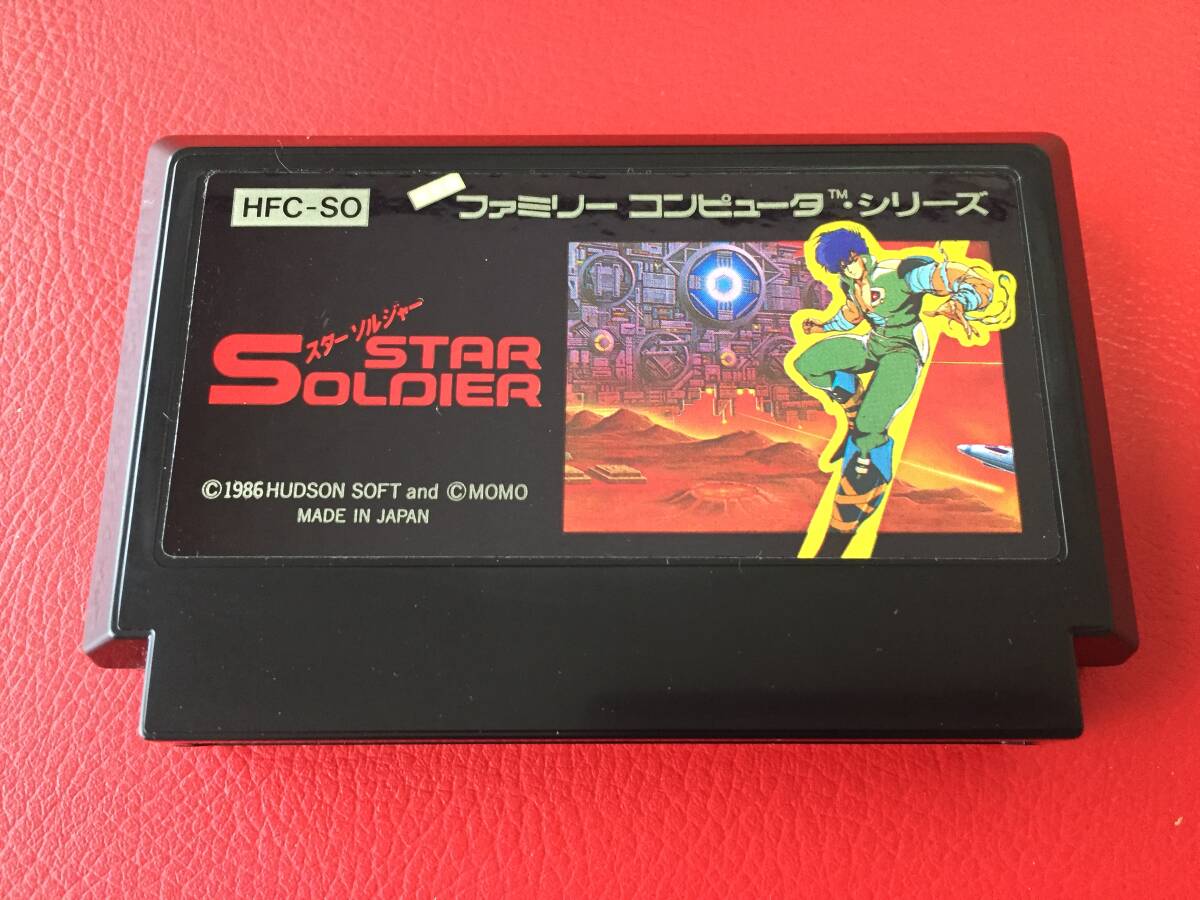 HFC-SO
ファミリー コンピュータ™・シリーズ
スター ソルジャー
STAR
SOLDIER
©1986 HUDSON SOFT and ©MOMO
MADE IN JAPAN